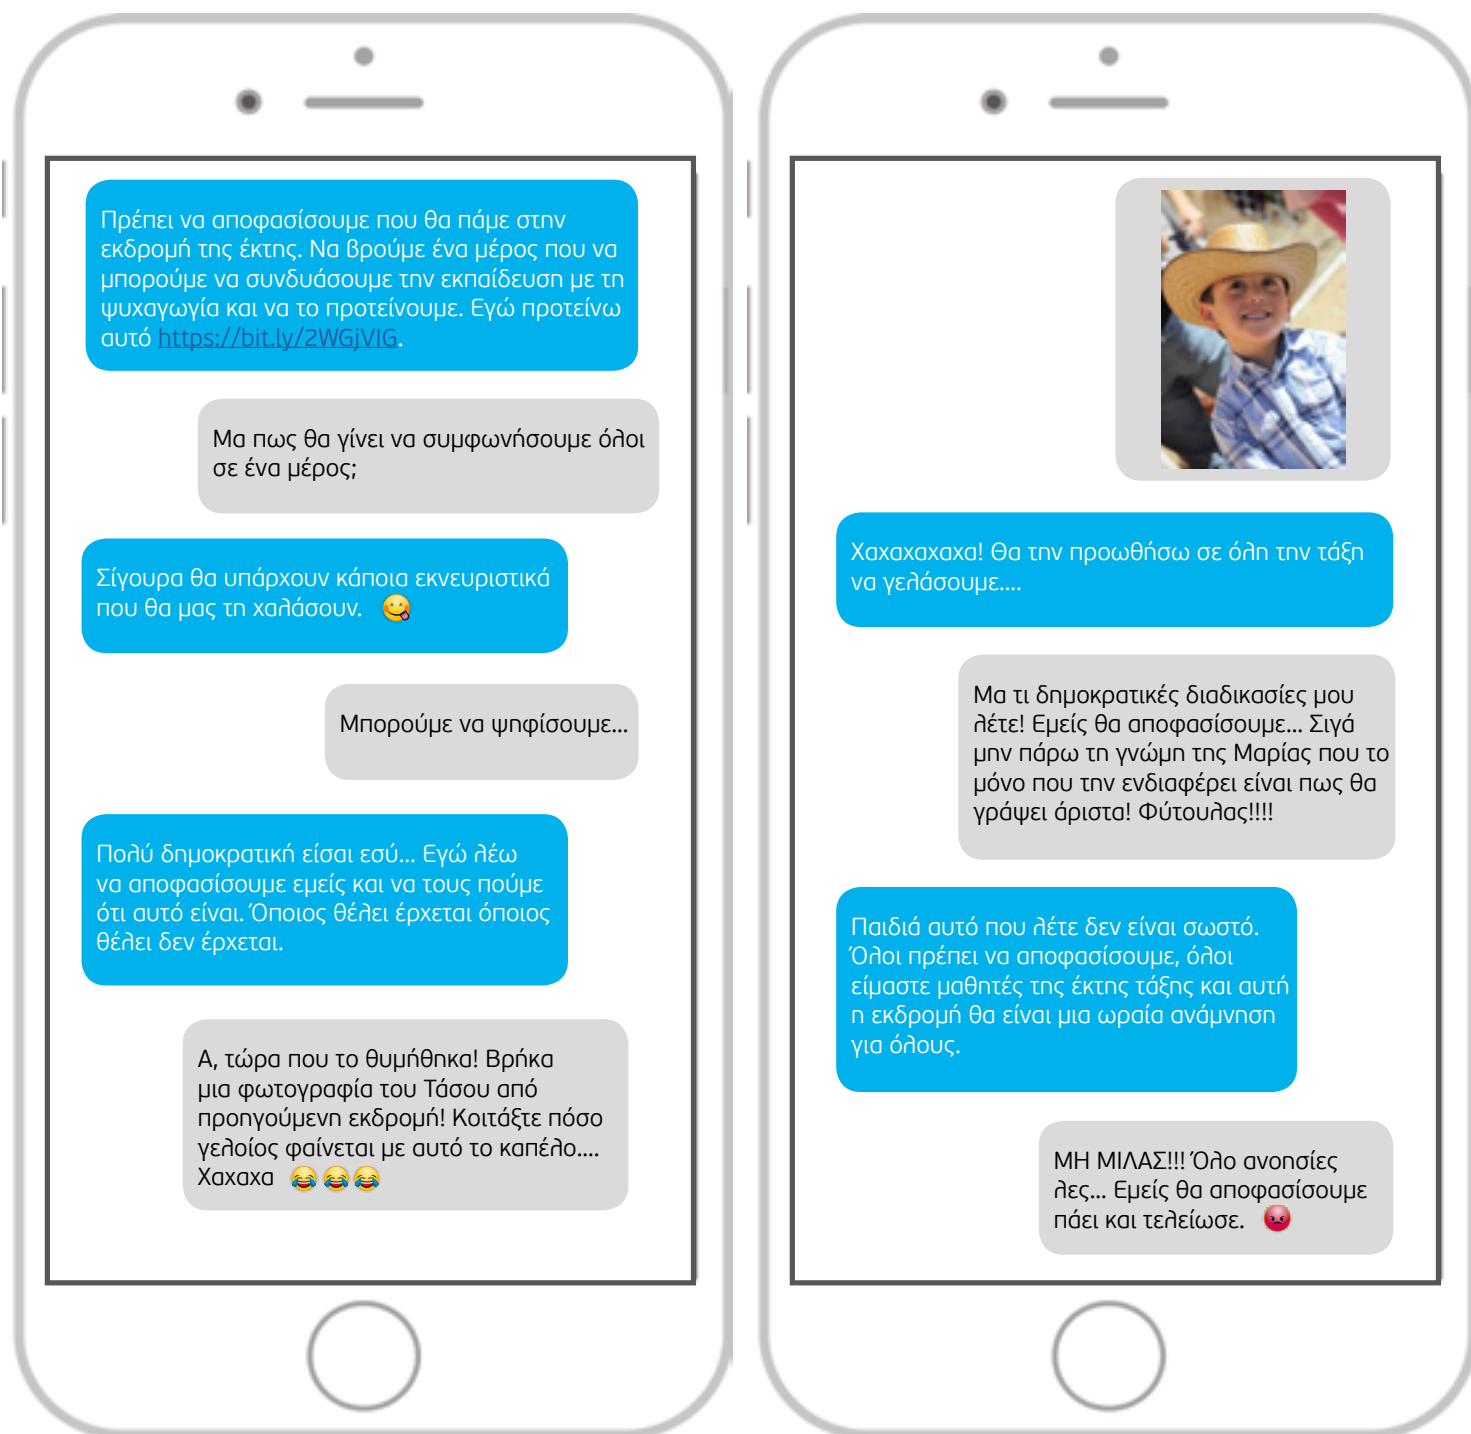 Πρέπει να αποφασίσουμε που θα πάμε στην
εκδρομή της έκτης. Να βρούμε ένα μέρος που να
μπορούμε να συνδυάσουμε την εκπαίδευση με τη
ψυχαγωγία και να το προτείνουμε. Εγώ προτείνω
αυτό https://bit.ly/2WGjVIG.
Μα πως θα γίνει να συμφωνήσουμε όλοι
σε ένα μέρος;
Σίγουρα θα υπάρχουν κάποια εκνευριστικά
που θα μας τη χαλάσουν. 😋
Μπορούμε να ψηφίσουμε...
Πολύ δημοκρατική είσαι εσύ... Εγώ λέω
να αποφασίσουμε εμείς και να τους πούμε
ότι αυτό είναι. Όποιος θέλει έρχεται όποιος
θέλει δεν έρχεται.
Α, τώρα που το θυμήθηκα! Βρήκα
μια φωτογραφία του Τάσου από
προηγούμενη εκδρομή! Κοιτάξτε πόσο
γελοίος φαίνεται με αυτό το καπέλο....
Χαχαχα 😂😂😂
Χαχαχαχαχα! Θα την προωθήσω σε όλη την τάξη
να γελάσουμε....
Μα τι δημοκρατικές διαδικασίες μου
λέτε! Εμείς θα αποφασίσουμε... Σιγά
μην πάρω τη γνώμη της Μαρίας που το
μόνο που την ενδιαφέρει είναι πως θα
γράψει άριστα! Φύτουλας!!!!
Παιδιά αυτό που λέτε δεν είναι σωστό.
Όλοι πρέπει να αποφασίσουμε, όλοι
είμαστε μαθητές της έκτης τάξης και αυτή
η εκδρομή θα είναι μια ωραία ανάμνηση
για όλους.
ΜΗ ΜΙΛΑΣ!!! Όλο ανοησίες
λες... Εμείς θα αποφασίσουμε
πάει και τελείωσε. 😡